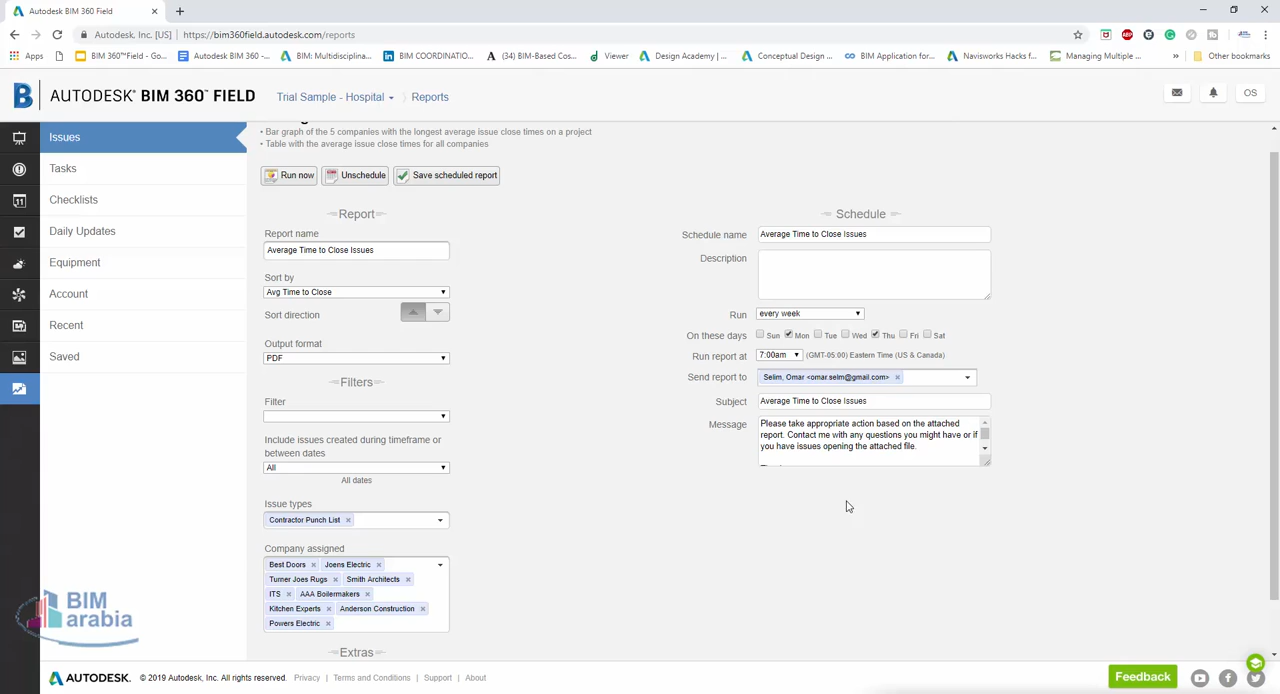 Autodesk BIM 360 Field
Autodesk, Inc. [US] | https://bim360field.autodesk.com/reports
Apps
BIM 360™Field - Go...
Autodesk BIM 360 -...
BIM: Multidisciplina...
BIM COORDINATIO...
(34) BIM-Based Cos...
Viewer
Design Academy |...
Conceptual Design...
BIM Application for...
Navisworks Hacks f...
Managing Multiple...
»
Other bookmarks
AUTODESK® BIM 360™ FIELD
Trial Sample - Hospital
Reports
OS
Issues
Tasks
Checklists
Daily Updates
Equipment
Account
Recent
Saved
• Bar graph of the 5 companies with the longest average issue close times on a project
• Table with the average issue close times for all companies
Run now
Unschedule
Save scheduled report
Report
Report name
Average Time to Close Issues
Sort by
Avg Time to Close
Sort direction
Output format
PDF
Filters
Filter
Include issues created during timeframe or
between dates
All
All dates
Issue types
Contractor Punch List ×
Company assigned
Best Doors × Joens Electric ×
Turner Joes Rugs × Smith Architects ×
ITS × AAA Boilermakers ×
Kitchen Experts × Anderson Construction ×
Powers Electric ×
Extras
Schedule
Schedule name Average Time to Close Issues
Description
Run every week
On these days Sun Mon Tue Wed Thu Fri Sat
Run report at 7:00am (GMT-05:00) Eastern Time (US & Canada)
Send report to Selim, Omar <omar.selm@gmail.com> ×
Subject Average Time to Close Issues
Message Please take appropriate action based on the attached
report. Contact me with any questions you might have or if
you have issues opening the attached file.
BIM
arabia
AUTODESK. © 2019 Autodesk, Inc. All rights reserved. Privacy | Terms and Conditions | Support | About
Feedback